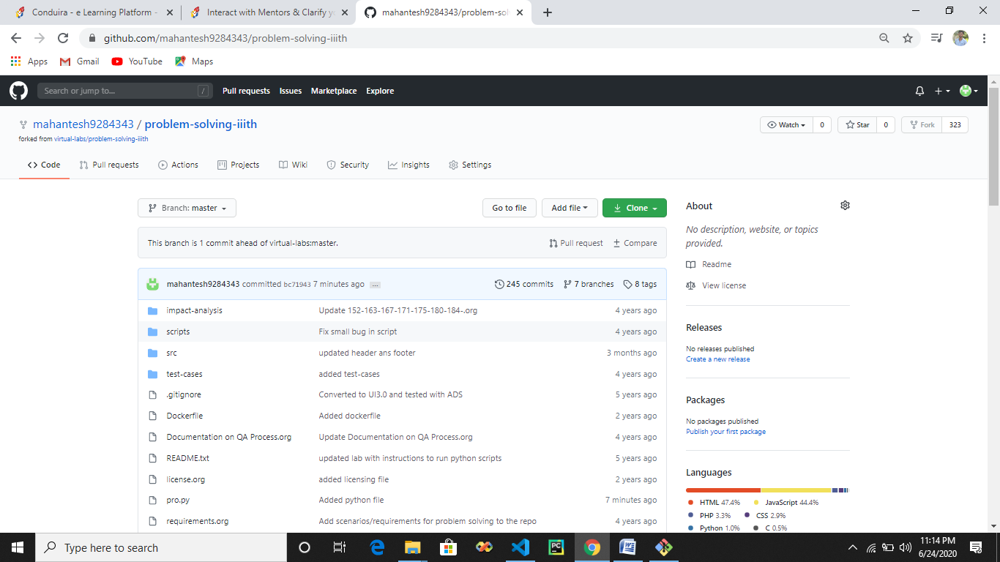 Conduira - e Learning Platform -
Interact with Mentors & Clarify yo
mahantesh9284343/problem-sol
github.com/mahantesh9284343/problem-solving-iiith
Apps Gmail YouTube Maps
Search or jump to... / Pull requests Issues Marketplace Explore
mahantesh9284343 / problem-solving-iiith
Watch 0 Star 0 Fork 323
forked from virtual-labs/problem-solving-iiith
Code Pull requests Actions Projects Wiki Security Insights Settings
Branch: master Go to file Add file Clone
This branch is 1 commit ahead of virtual-labs:master. Pull request Compare
mahantesh9284343 committed bc71943 7 minutes ago ... 245 commits 7 branches 8 tags
impact-analysis Update 152-163-167-171-175-180-184-.org 4 years ago
scripts Fix small bug in script 4 years ago
src updated header ans footer 3 months ago
test-cases added test-cases 4 years ago
.gitignore Converted to UI3.0 and tested with ADS 5 years ago
Dockerfile Added dockerfile 2 years ago
Documentation on QA Process.org Update Documentation on QA Process.org 4 years ago
README.txt updated lab with instructions to run python scripts 5 years ago
license.org added licensing file 2 years ago
pro.py Added python file 7 minutes ago
requirements.org Add scenarios/requirements for problem solving to the repo 4 years ago
About
No description, website, or topics
provided.
Readme
View license
Releases
No releases published
Create a new release
Packages
No packages published
Publish your first package
Languages
HTML 47.4% JavaScript 44.4%
PHP 3.3% CSS 2.9%
Python 1.0% C 0.5%
Type here to search
PC
11:14 PM
6/24/2020